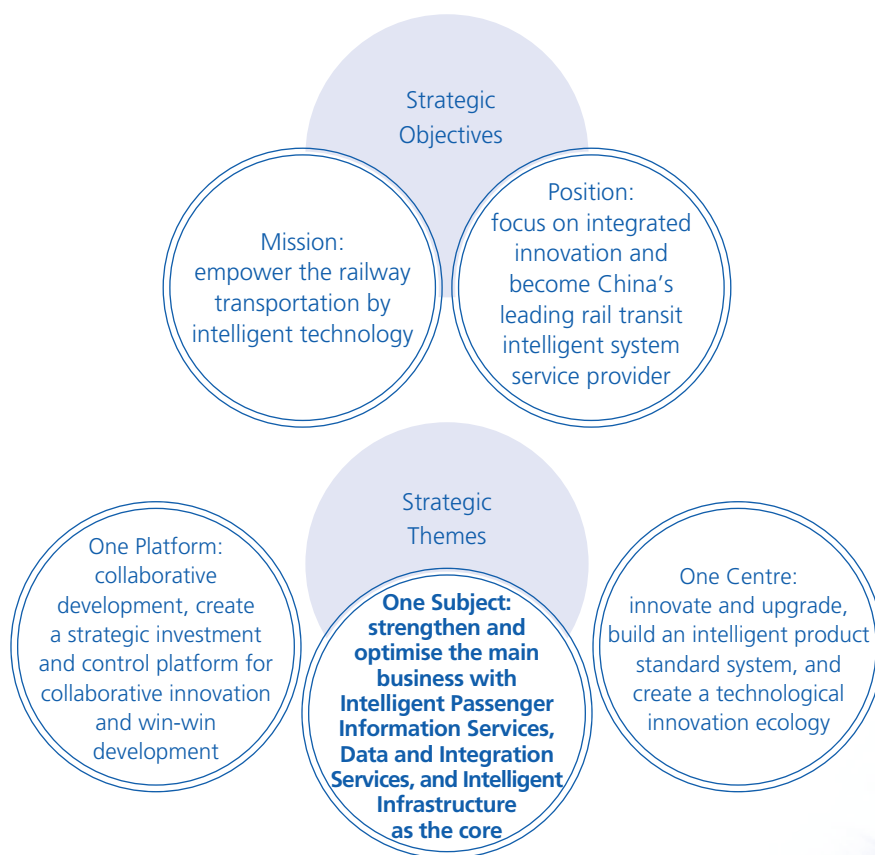 Strategic
Objectives
Mission:
empower the railway
transportation by
intelligent technology
Position:
focus on integrated
innovation and
become China’s
leading rail transit
intelligent system
service provider
Strategic
Themes
One Platform:
collaborative
development, create
a strategic investment
and control platform for
collaborative innovation
and win-win
development
One Subject:
strengthen and
optimise the main
business with
Intelligent Passenger
Information Services,
Data and Integration
Services, and Intelligent
Infrastructure
as the core
One Centre:
innovate and upgrade,
build an intelligent product
standard system, and
create a technological
innovation ecology